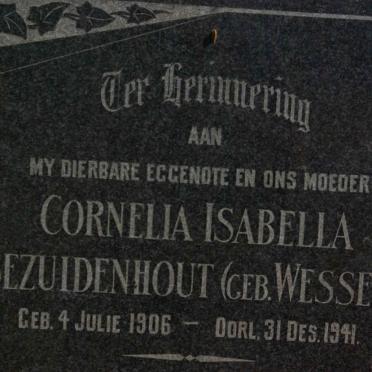 Ter Herinnering
AAN
MY DIERBARE EGGENOTE EN ONS MOEDER
CORNELIA ISABELLA
EZUIDENHOUT (GEB. WESSE
GEB. 4 JULIE 1906 — OORL. 31 DES. 1941.